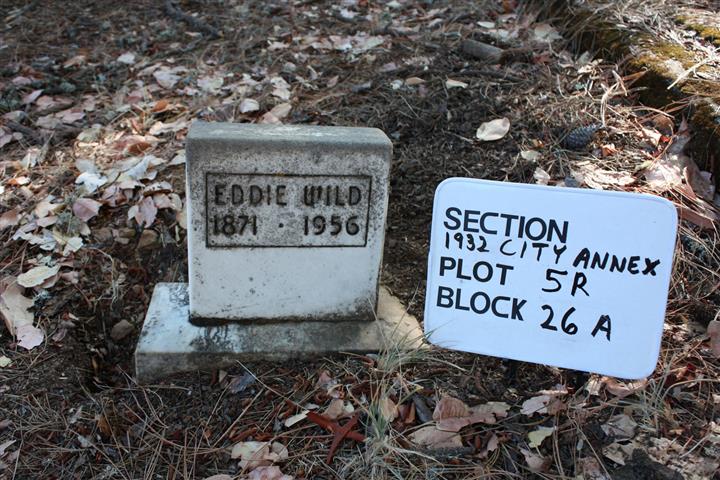 EDDIE WILD
1871 · 1956
SECTION
1932 CITY ANNEX
PLOT 5R
BLOCK 26 A